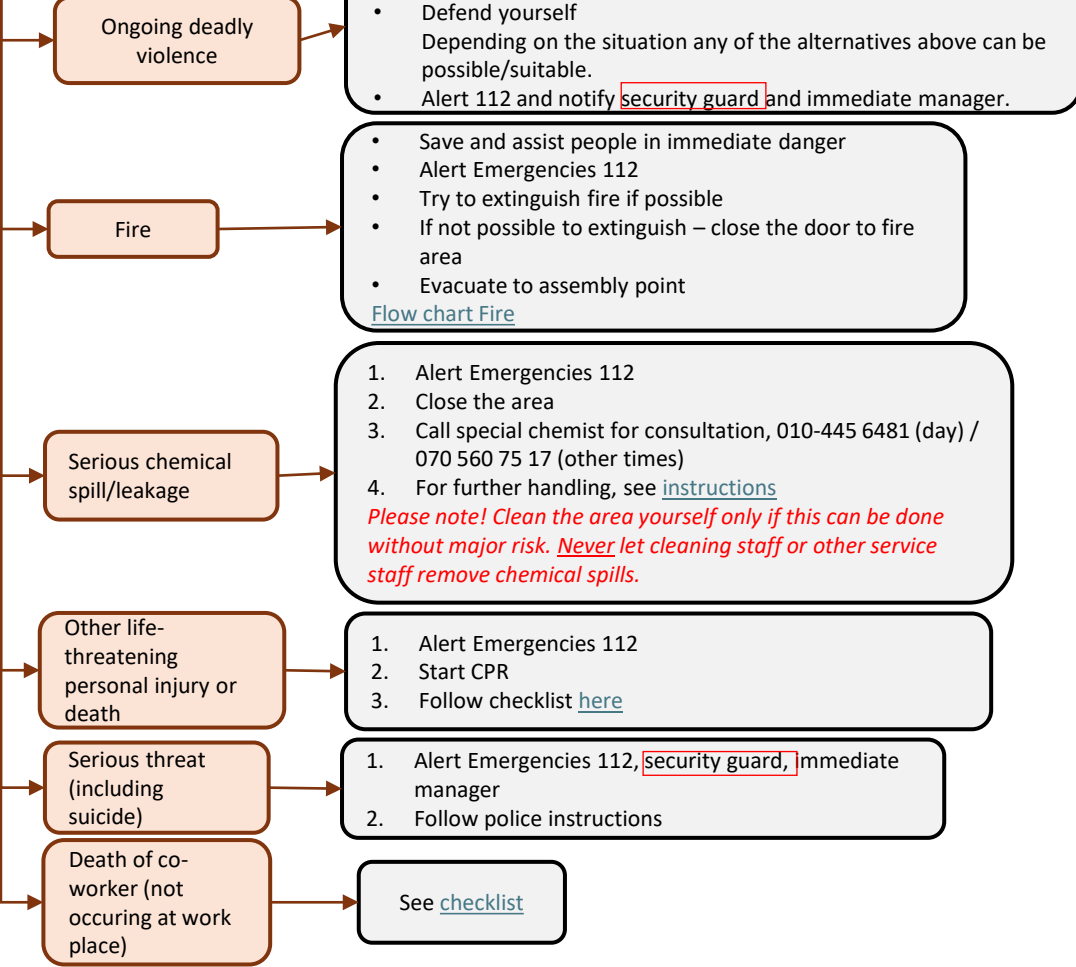 Ongoing deadly
violence
• Defend yourself
Depending on the situation any of the alternatives above can be
possible/suitable.
• Alert 112 and notify security guard and immediate manager.
Fire
• Save and assist people in immediate danger
• Alert Emergencies 112
• Try to extinguish fire if possible
• If not possible to extinguish – close the door to fire
area
• Evacuate to assembly point
Flow chart Fire
Serious chemical
spill/leakage
1. Alert Emergencies 112
2. Close the area
3. Call special chemist for consultation, 010-445 6481 (day) /
070 560 75 17 (other times)
4. For further handling, see instructions
Please note! Clean the area yourself only if this can be done
without major risk. Never let cleaning staff or other service
staff remove chemical spills.
Other life-
threatening
personal injury or
death
1. Alert Emergencies 112
2. Start CPR
3. Follow checklist here
Serious threat
(including
suicide)
1. Alert Emergencies 112, security guard, immediate
manager
2. Follow police instructions
Death of co-
worker (not
occuring at work
place)
See checklist